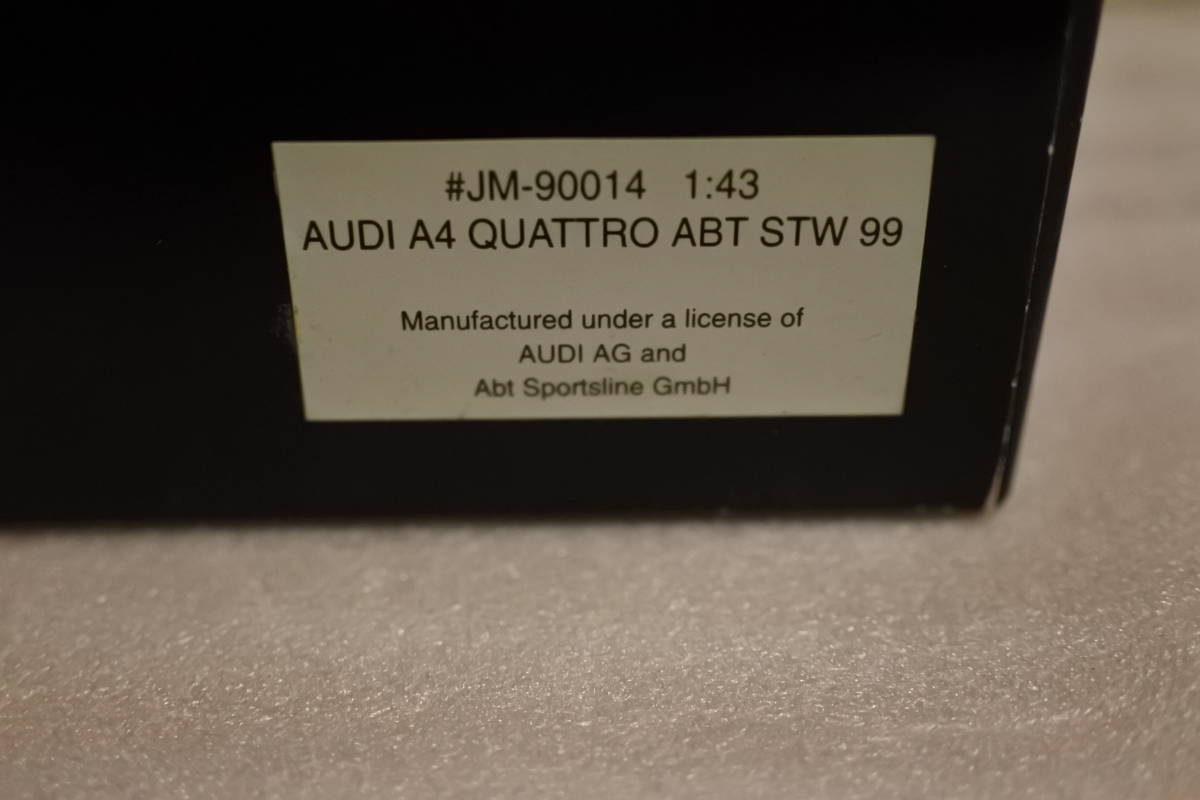 #JM-90014 1:43
AUDI A4 QUATTRO ABT STW 99
Manufactured under a license of
AUDI AG and
Abt Sportsline GmbH